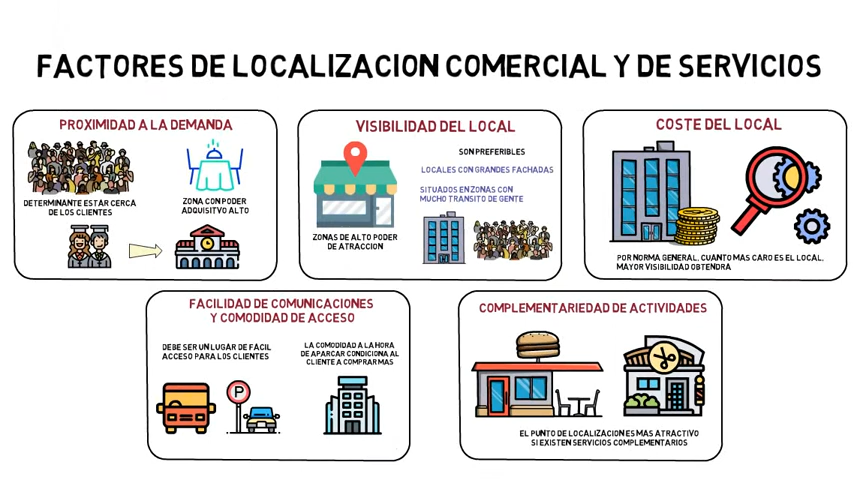 FACTORES DE LOCALIZACION COMERCIAL Y DE SERVICIOS
PROXIMIDAD A LA DEMANDA
DETERMINANTE ESTAR CERCA
DE LOS CLIENTES
ZONA CON PODER
ADQUISITVO ALTO
VISIBILIDAD DEL LOCAL
SON PREFERIBLES
LOCALES CON GRANDES FACHADAS
SITUADOS EN ZONAS CON
MUCHO TRANSITO DE GENTE
ZONAS DE ALTO PODER
DE ATRACCION
COSTE DEL LOCAL
POR NORMA GENERAL, CUANTO MAS CARO ES EL LOCAL,
MAYOR VISIBILIDAD OBTENDRA
FACILIDAD DE COMUNICACIONES
Y COMODIDAD DE ACCESO
DEBE SER UN LUGAR DE FÁCIL
ACCESO PARA LOS CLIENTES
LA COMODIDAD A LA HORA
DE APARCAR CONDICIONA AL
CLIENTE A COMPRAR MAS
P
COMPLEMENTARIEDAD DE ACTIVIDADES
EL PUNTO DE LOCALIZACION ES MAS ATRACTIVO
SI EXISTEN SERVICIOS COMPLEMENTARIOS